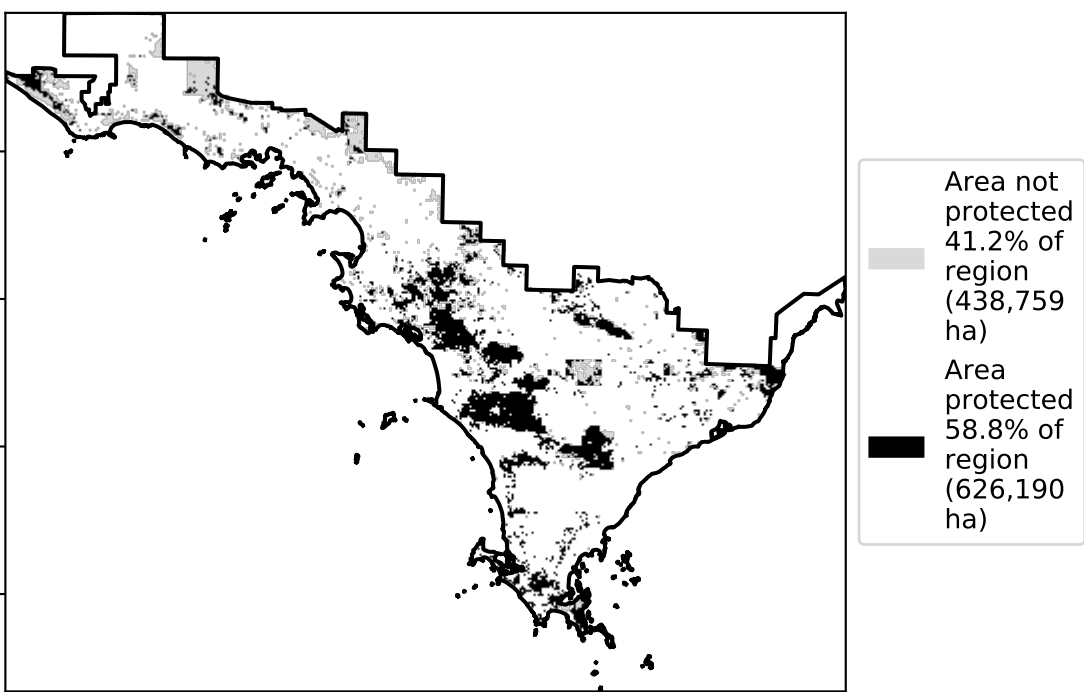 Area not
protected
41.2% of
region
(438,759
ha)
Area
protected
58.8% of
region
(626,190
ha)